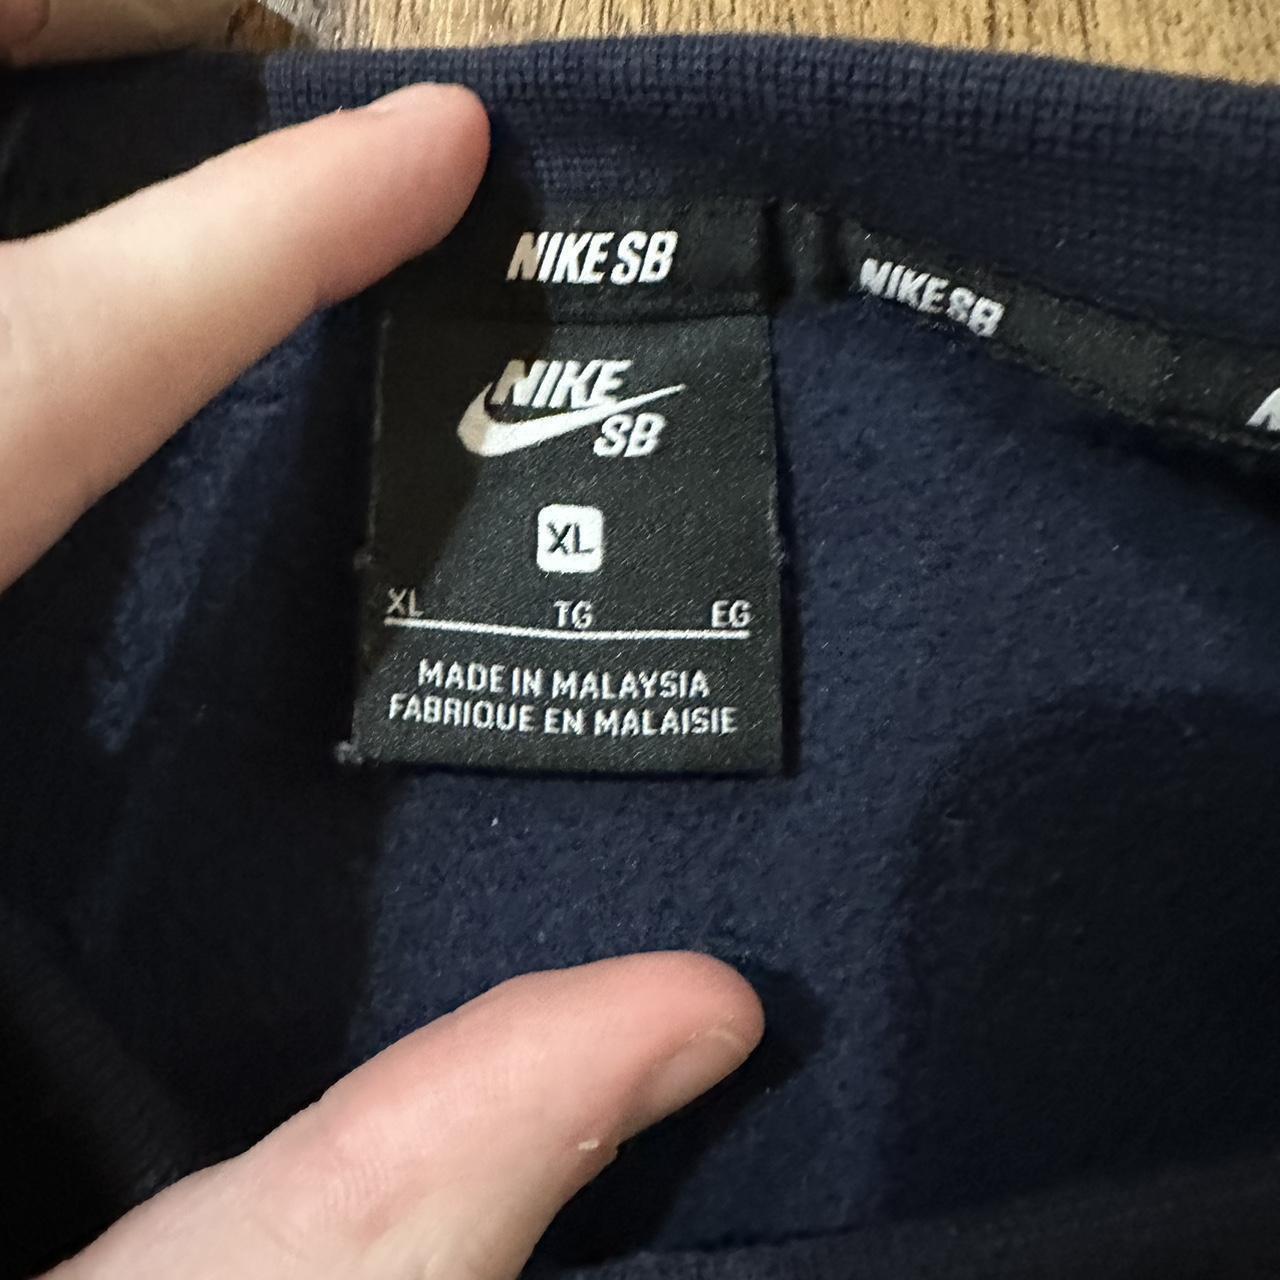 NIKE SB
NIKE SB
NIKE
SB
XL
XL TG EG
MADE IN MALAYSIA
FABRIQUE EN MALAISIE